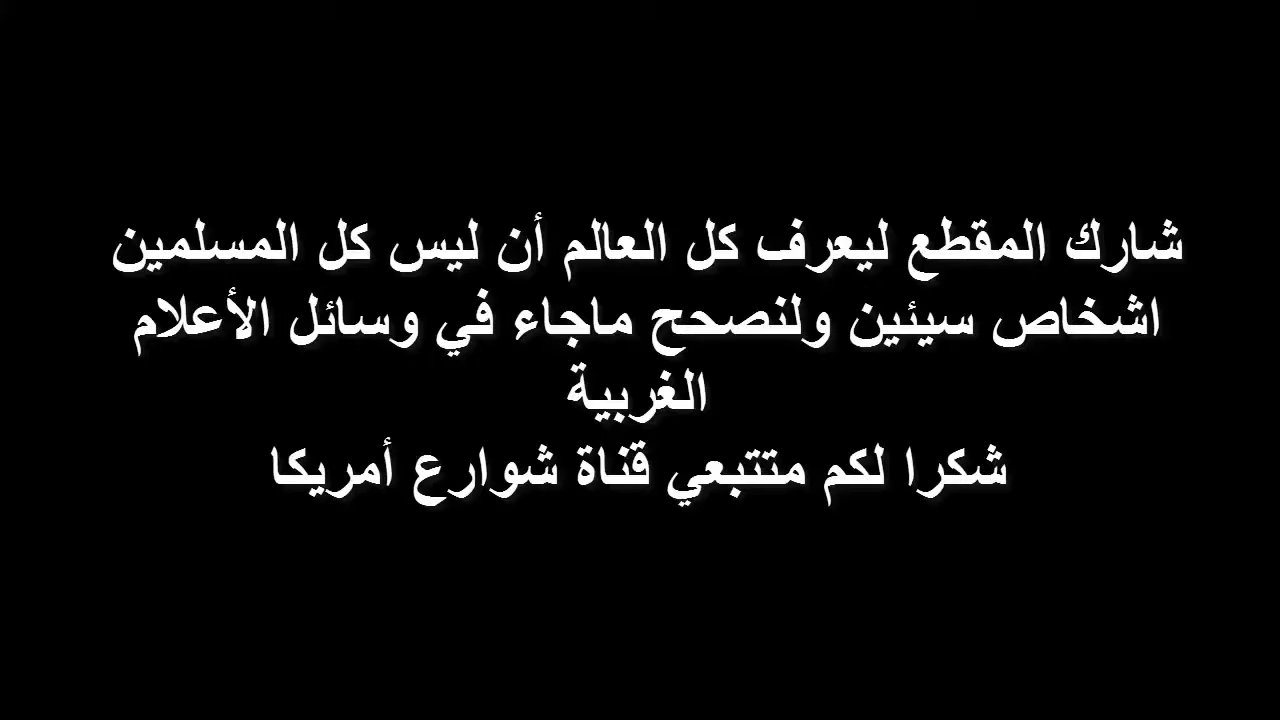 شارك المقطع ليعرف كل العالم أن ليس كل المسلمين
اشخاص سيئين ولنصحح ماجاء في وسائل الأعلام
الغربية
شكرا لكم متتبعي قناة شوارع أمريكا